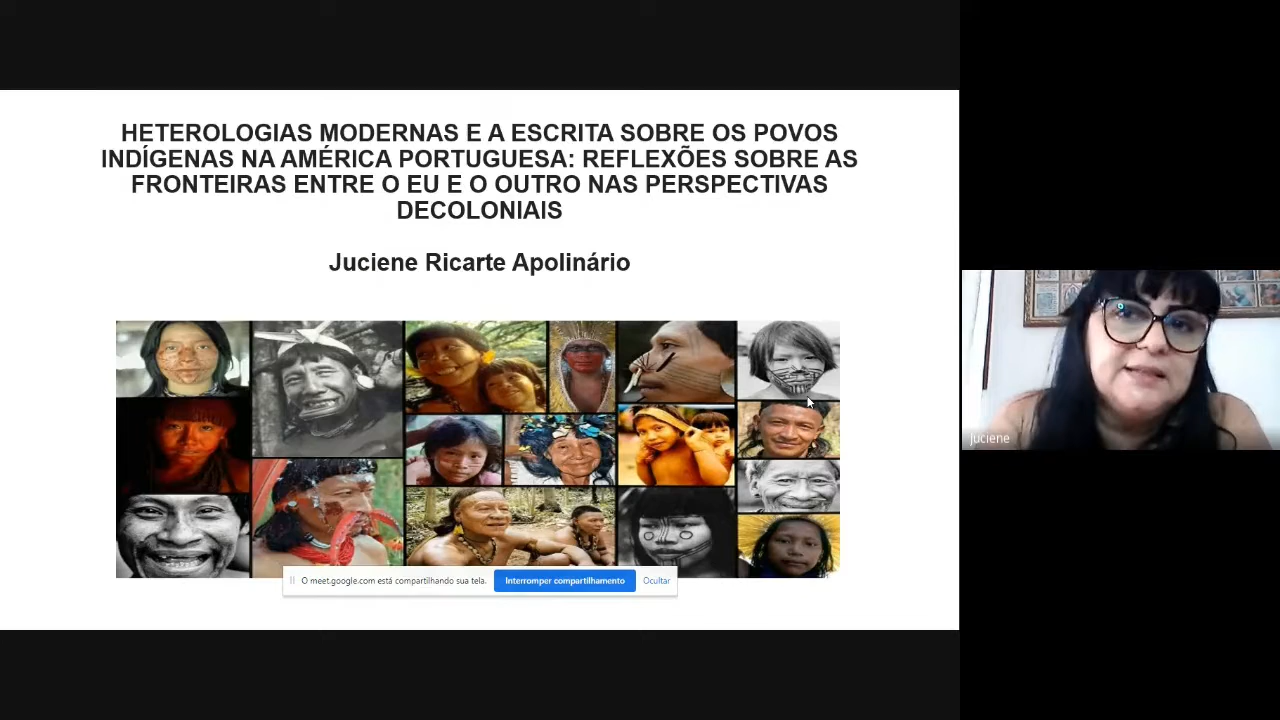 HETEROLOGIAS MODERNAS E A ESCRITA SOBRE OS POVOS
INDÍGENAS NA AMÉRICA PORTUGUESA: REFLEXÕES SOBRE AS
FRONTEIRAS ENTRE O EU E O OUTRO NAS PERSPECTIVAS
DECOLONIAIS
Juciene Ricarte Apolinário
Juciene
O meet.google.com está compartilhando sua tela. Interromper compartilhamento Ocultar